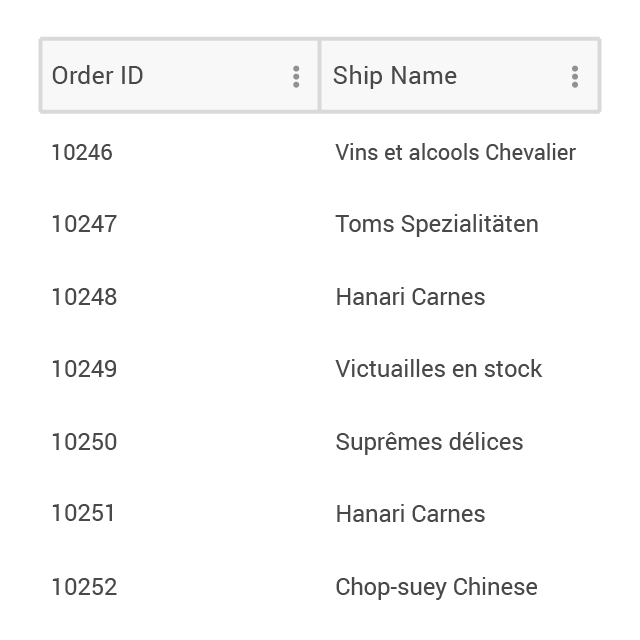 Order ID Ship Name
10246 Vins et alcools Chevalier
10247 Toms Spezialitäten
10248 Hanari Carnes
10249 Victuailles en stock
10250 Suprêmes délices
10251 Hanari Carnes
10252 Chop-suey Chinese